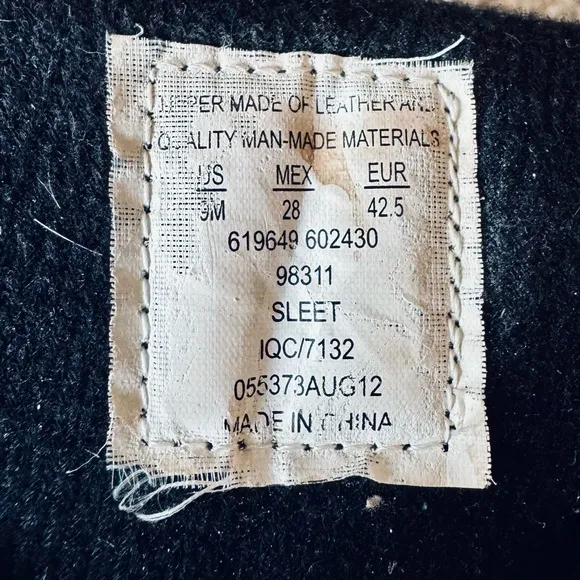 UPPER MADE OF LEATHER AND
QUALITY MAN-MADE MATERIALS
US MEX EUR
9M 28 42.5
619649 602430
98311
SLEET
IQC/7132
055373AUG12
MADE IN CHINA